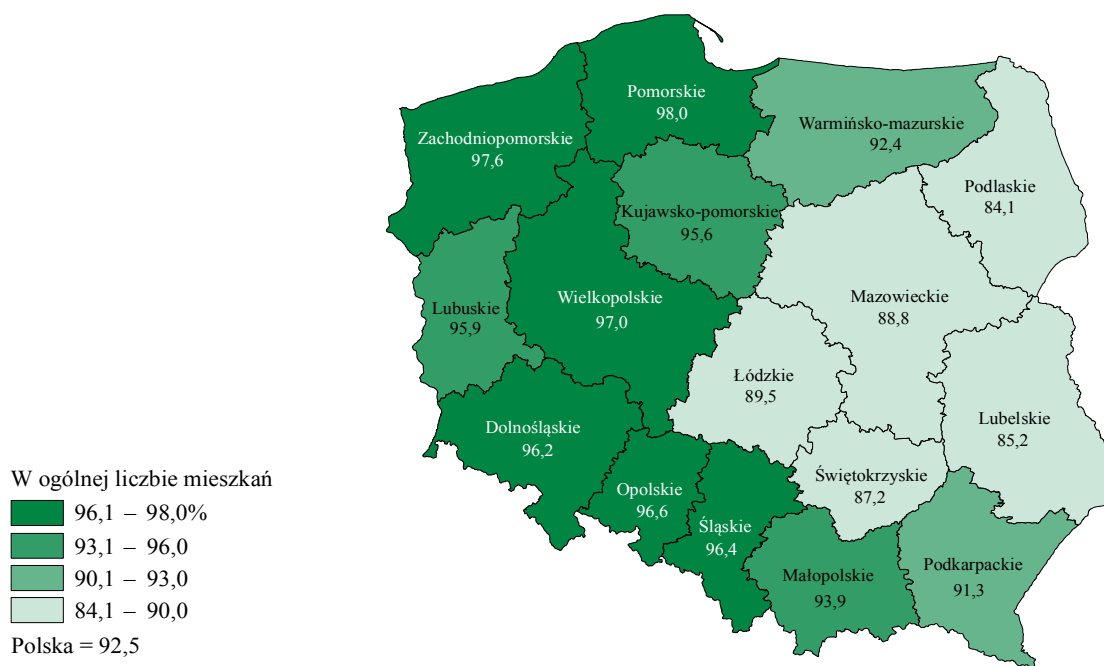 Pomorskie
98,0
Zachodniopomorskie
97,6
Warmińsko-mazurskie
92,4
Podlaskie
84,1
Kujawsko-pomorskie
95,6
Lubuskie
95,9
Wielkopolskie
97,0
Mazowieckie
88,8
Łódzkie
89,5
Lubelskie
85,2
Dolnośląskie
96,2
Opolskie
96,6
Śląskie
96,4
Świętokrzyskie
87,2
Małopolskie
93,9
Podkarpackie
91,3
W ogólnej liczbie mieszkań
96,1 – 98,0%
93,1 – 96,0
90,1 – 93,0
84,1 – 90,0
Polska = 92,5